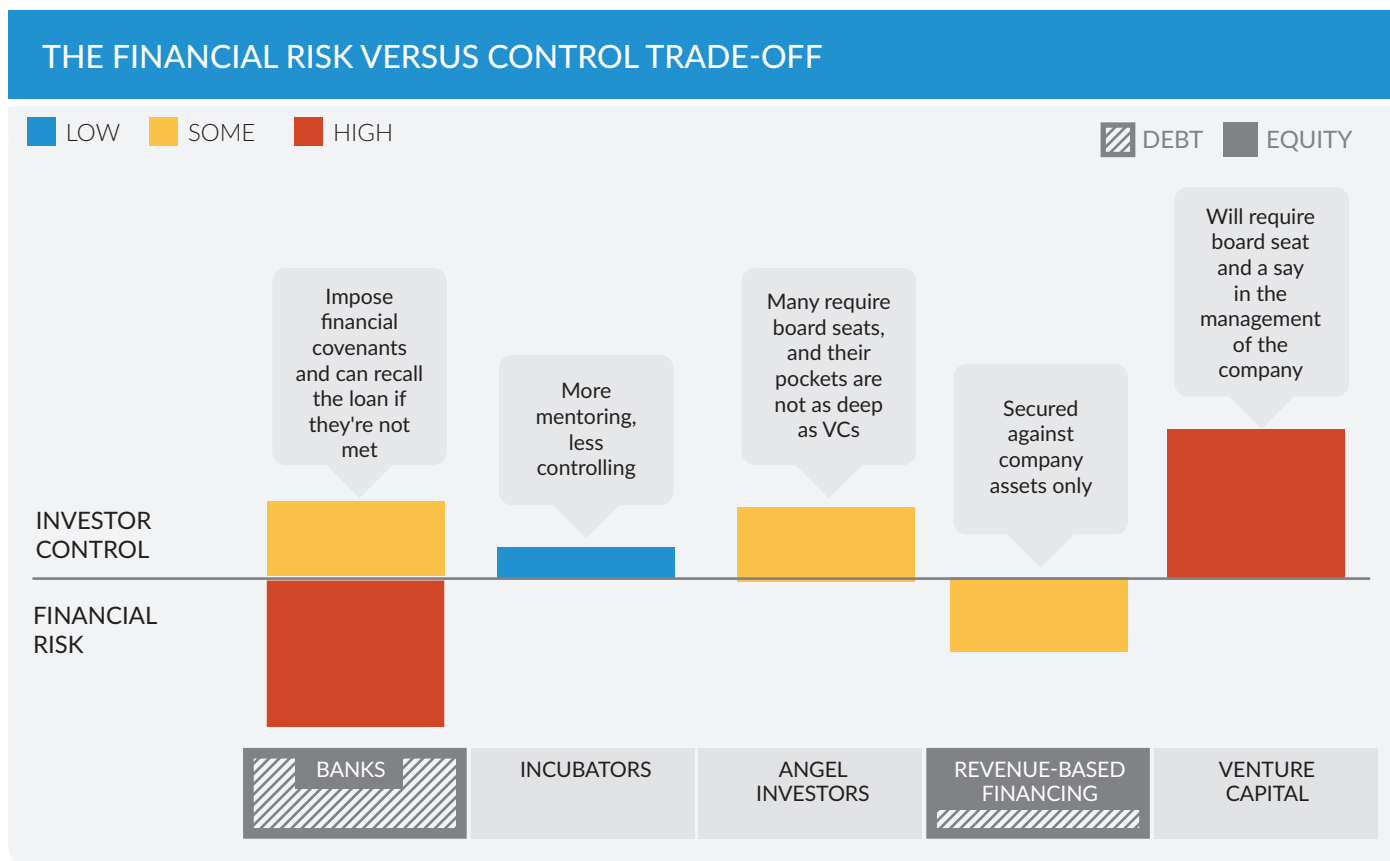 THE FINANCIAL RISK VERSUS CONTROL TRADE-OFF
LOW
SOME
HIGH
DEBT
EQUITY
Impose
financial
covenants
and can recall
the loan if
they're not
met
More
mentoring,
less
controlling
Many require
board seats,
and their
pockets are
not as deep
as VCs
Secured
against
company
assets only
Will require
board seat
and a say
in the
management
of the
company
INVESTOR
CONTROL
FINANCIAL
RISK
BANKS
INCUBATORS
ANGEL
INVESTORS
REVENUE-BASED
FINANCING
VENTURE
CAPITAL